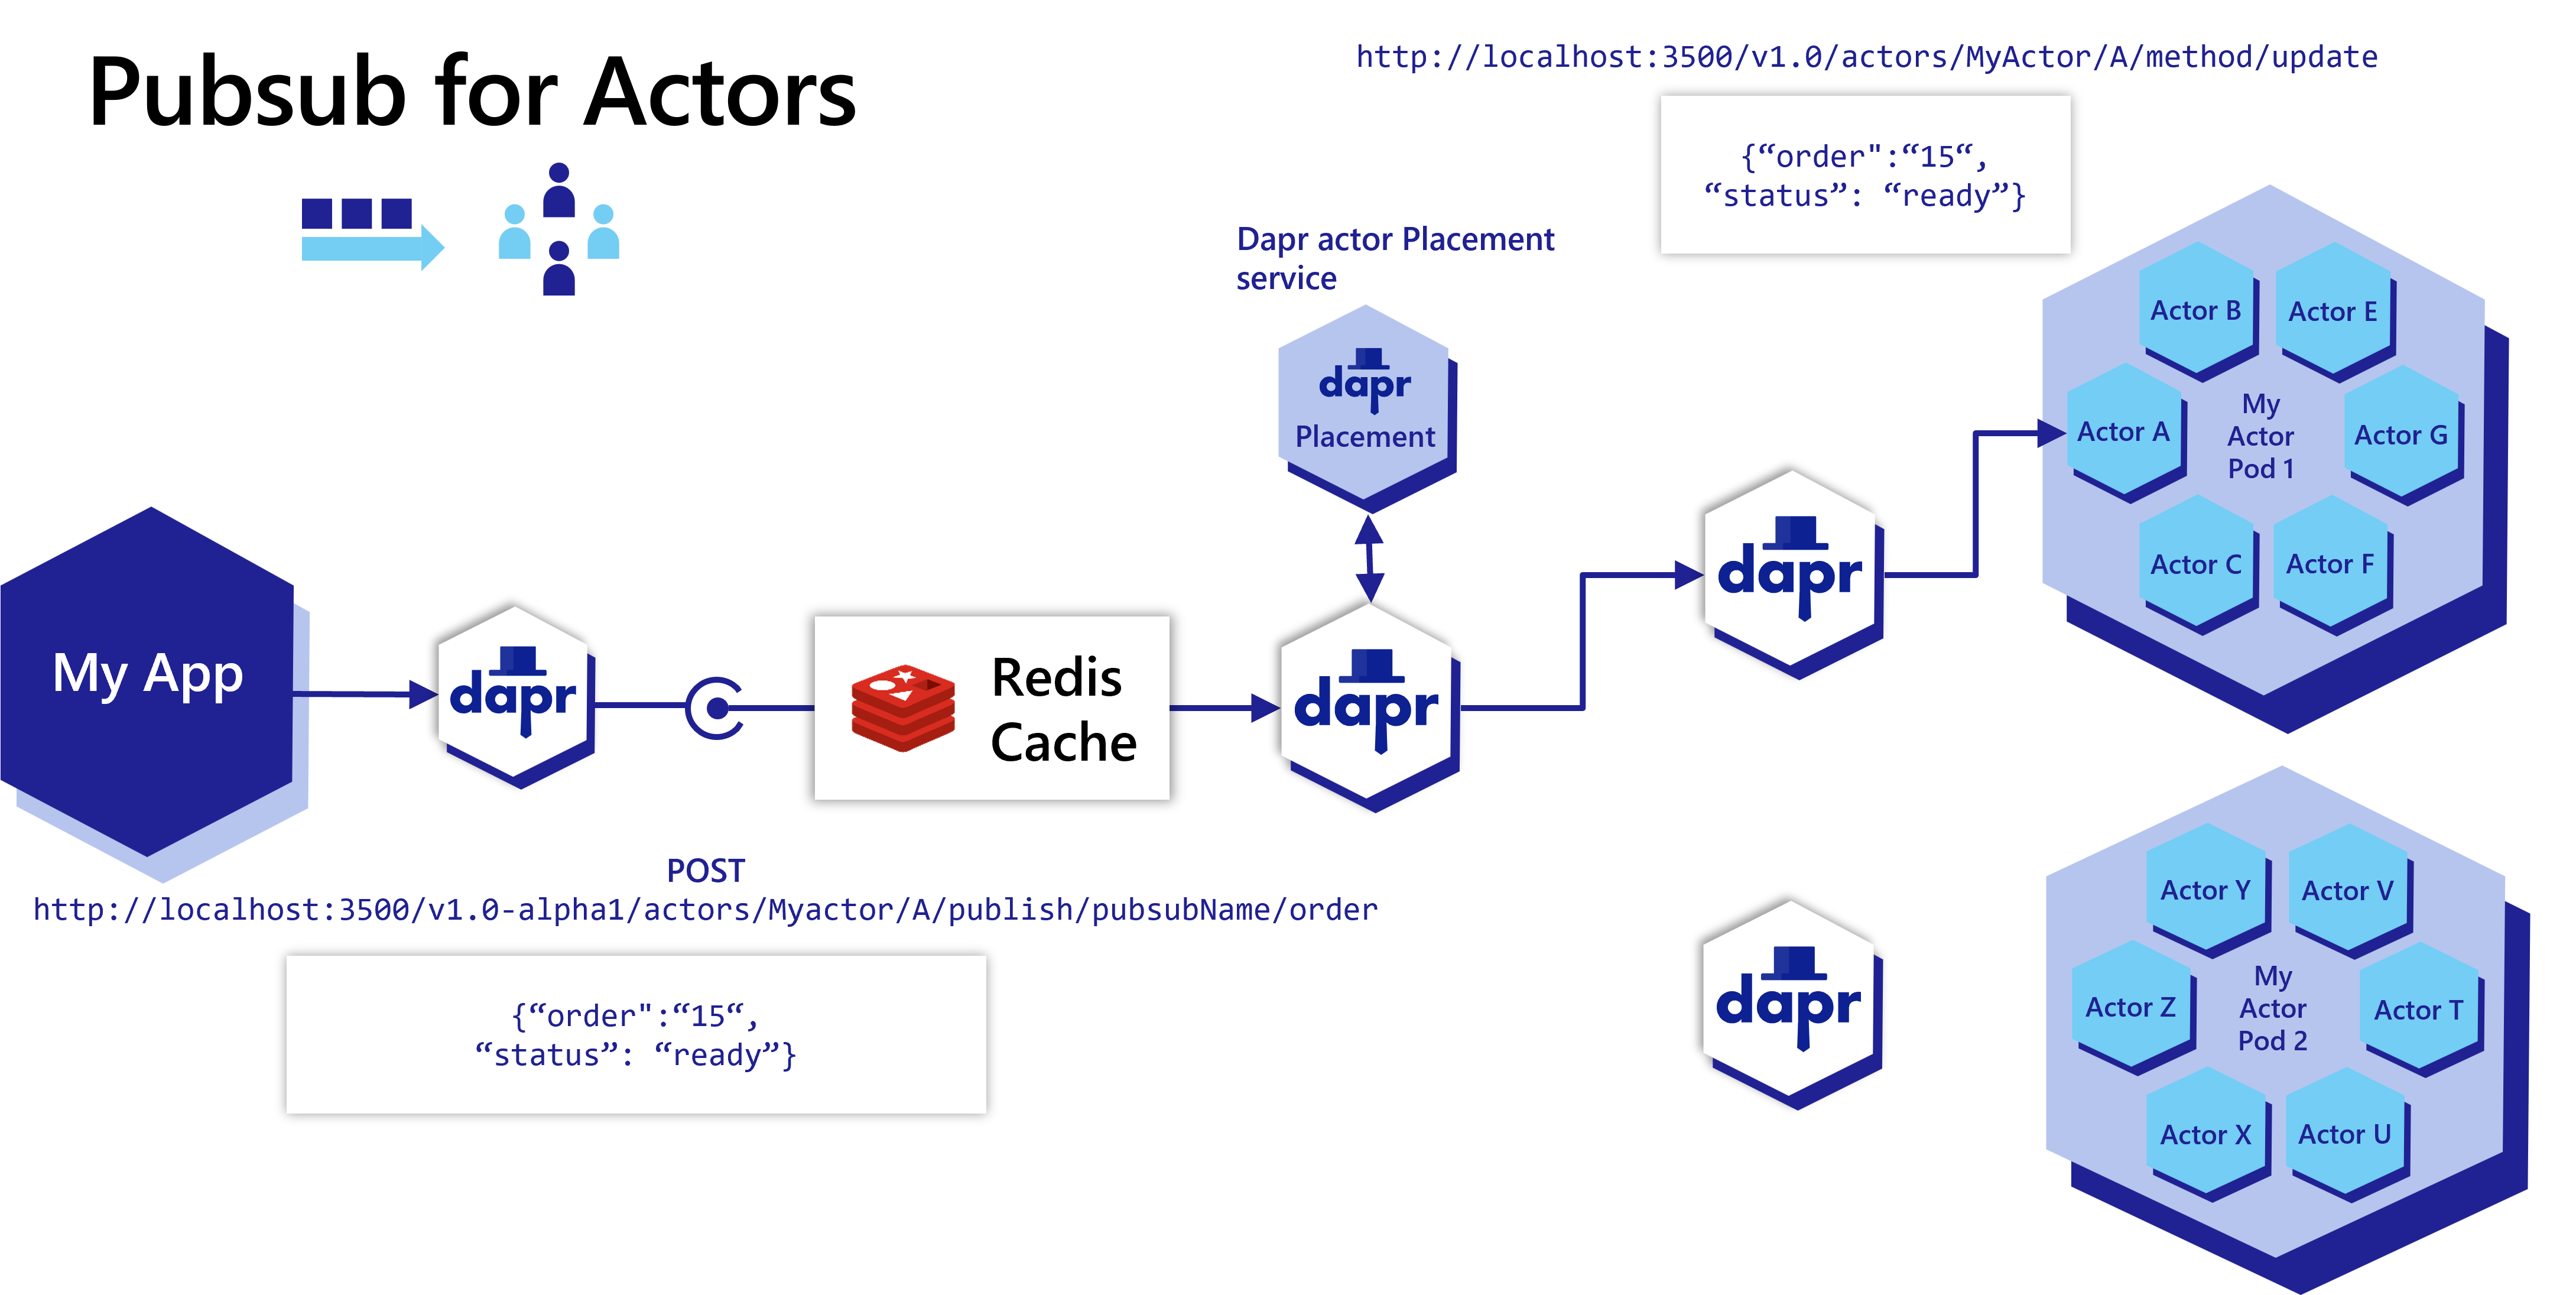 Pubsub for Actors
http://localhost:3500/v1.0/actors/MyActor/A/method/update
{“order":“15“,
“status”: “ready”}
Dapr actor Placement
service
dapr
Placement
Actor B
Actor E
Actor A
My
Actor
Pod 1
Actor G
Actor C
Actor F
My App
dapr
Redis
Cache
dapr
dapr
POST
http://localhost:3500/v1.0-alpha1/actors/Myactor/A/publish/pubsubName/order
{“order":“15“,
“status”: “ready”}
dapr
Actor Y
Actor V
Actor Z
My
Actor
Pod 2
Actor T
Actor X
Actor U